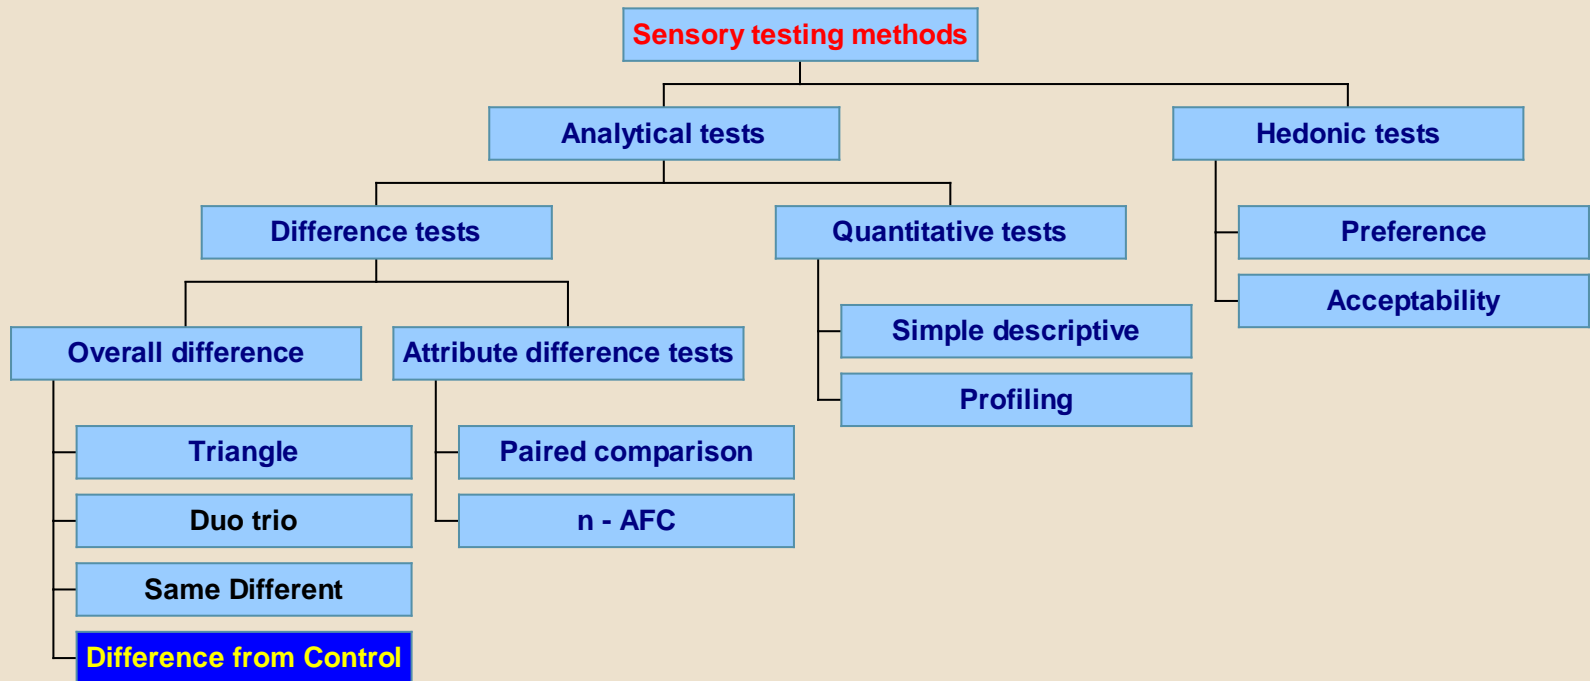 Sensory testing methods
Analytical tests
Hedonic tests
Difference tests
Quantitative tests
Preference
Acceptability
Overall difference
Attribute difference tests
Simple descriptive
Profiling
Triangle
Duo trio
Same Different
Difference from Control
Paired comparison
n - AFC